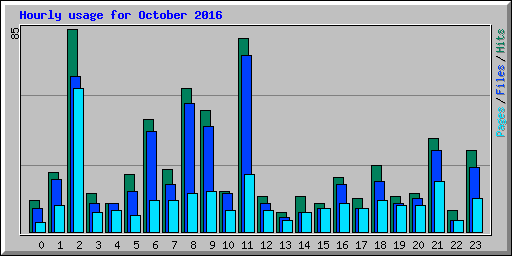 Hourly usage for October 2016
85
Pages/Files/Hits
0 1 2 3 4 5 6 7 8 9 10 11 12 13 14 15 16 17 18 19 20 21 22 23